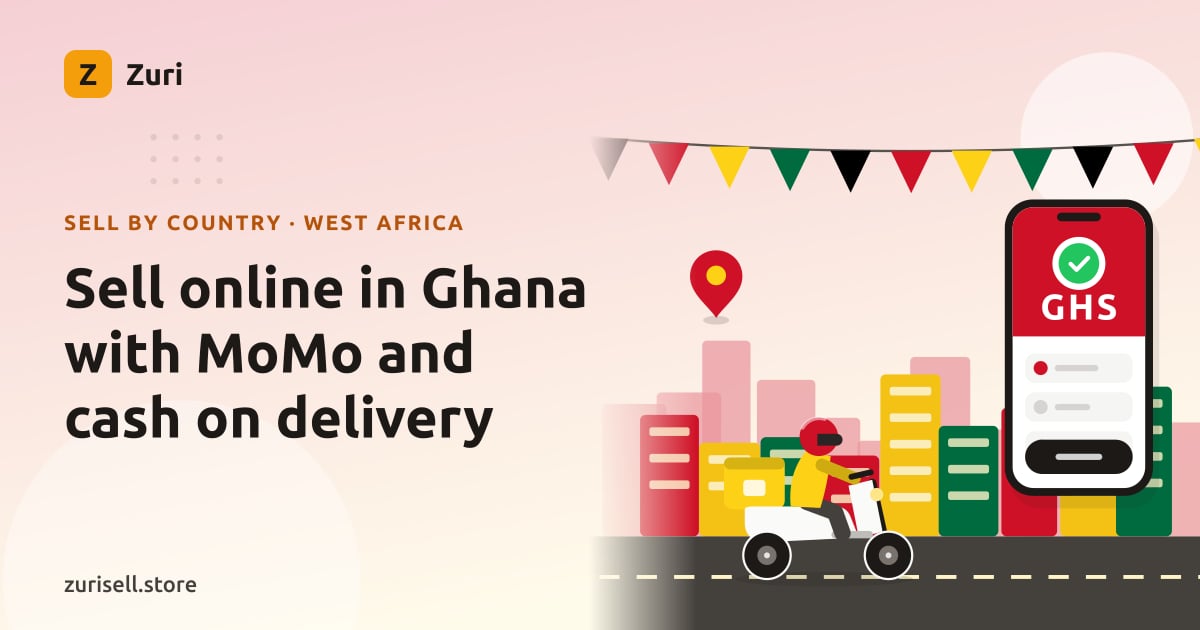 Z Zuri
SELL BY COUNTRY · WEST AFRICA
Sell online in Ghana
with MoMo and
cash on delivery
GHS
zurisell.store